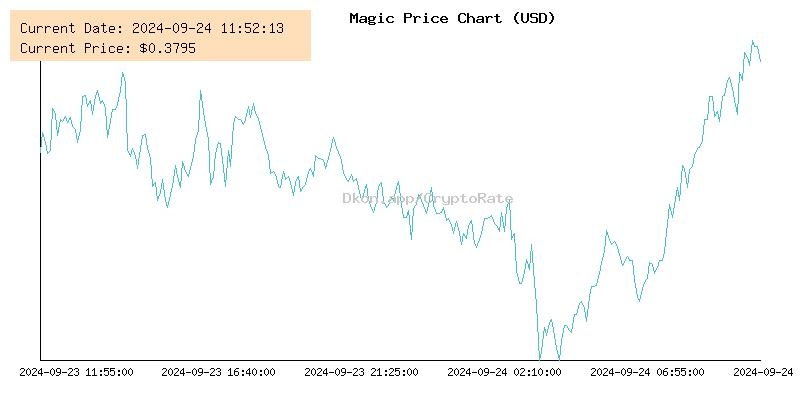 Magic Price Chart (USD)
Current Date: 2024-09-24 11:52:13
Current Price: $0.3795
Dkon.app/CryptoRate
2024-09-23 11:55:00 2024-09-23 16:40:00 2024-09-23 21:25:00 2024-09-24 02:10:00 2024-09-24 06:55:00 2024-09-24